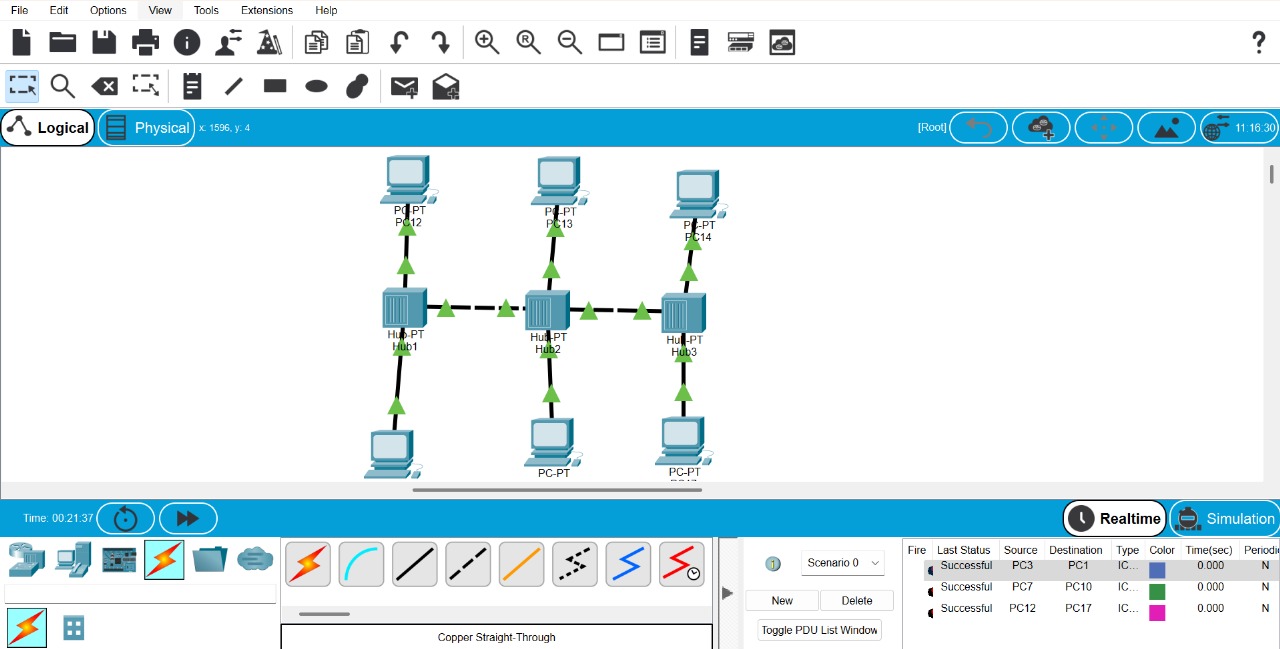 File Edit Options View Tools Extensions Help
?
Logical Physical x: 1596, y: 4 [Root] 11:16:30
PC-PT
PC12
PC-PT
PC13
PC-PT
PC14
Hub-PT
Hub1
Hub-PT
Hub2
Hub-PT
Hub3
PC-PT
PC-PT
Time: 00:21:37 Realtime Simulation
Scenario 0
New Delete
Toggle PDU List Window
Copper Straight-Through
Fire Last Status Source Destination Type Color Time(sec) Periodi
Successful PC3 PC1 IC... 0.000 N
Successful PC7 PC10 IC... 0.000 N
Successful PC12 PC17 IC... 0.000 N